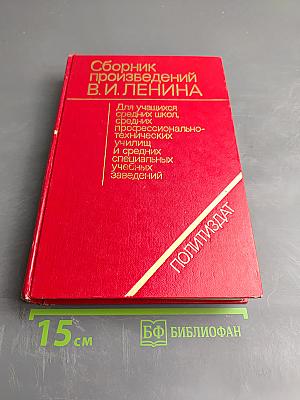 Сборник
произведений
В. И. ЛЕНИНА
Для учащихся
средних школ,
средних
профессионально-
технических
училищ
и средних
специальных
учебных
заведений
ПОЛИТИЗДАТ
15 см
БФ БИБЛИОФАН